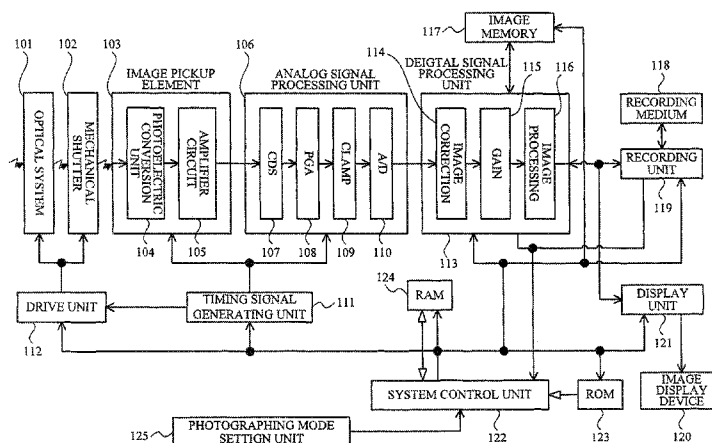 101
102
103
106
117
IMAGE
MEMORY
114
115
116
118
IMAGE PICKUP
ELEMENT
ANALOG SIGNAL
PROCESSING UNIT
DEIGTAL SIGNAL
PROCESSING
UNIT
OPTICAL SYSTEM
MECHANICAL
SHUTTER
PHOTOELECTRIC
CONVERSION
UNIT
AMPLIFIER
CIRCUIT
CDS
PGA
CLAMP
A/D
IMAGE
CORRECTION
GAIN
IMAGE
PROCESSING
RECORDING
MEDIUM
RECORDING
UNIT
119
104
105
107
108
109
110
113
124
RAM
DRIVE UNIT
112
TIMING SIGNAL
GENERATING UNIT
111
DISPLAY
UNIT
121
SYSTEM CONTROL UNIT
122
ROM
123
IMAGE DISPLAY
DEVICE
120
125
PHOTOGRAPHING MODE
SETTIGN UNIT